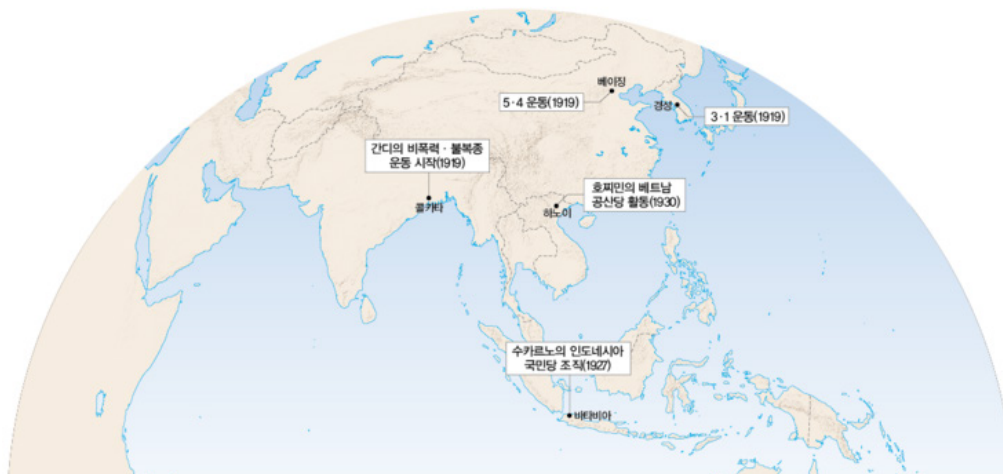 베이징
5·4 운동(1919)
경성
3·1 운동(1919)
간디의 비폭력·불복종
운동 시작(1919)
콜카타
호찌민의 베트남
공산당 활동(1930)
하노이
수카르노의 인도네시아
국민당 조직(1927)
바타비아